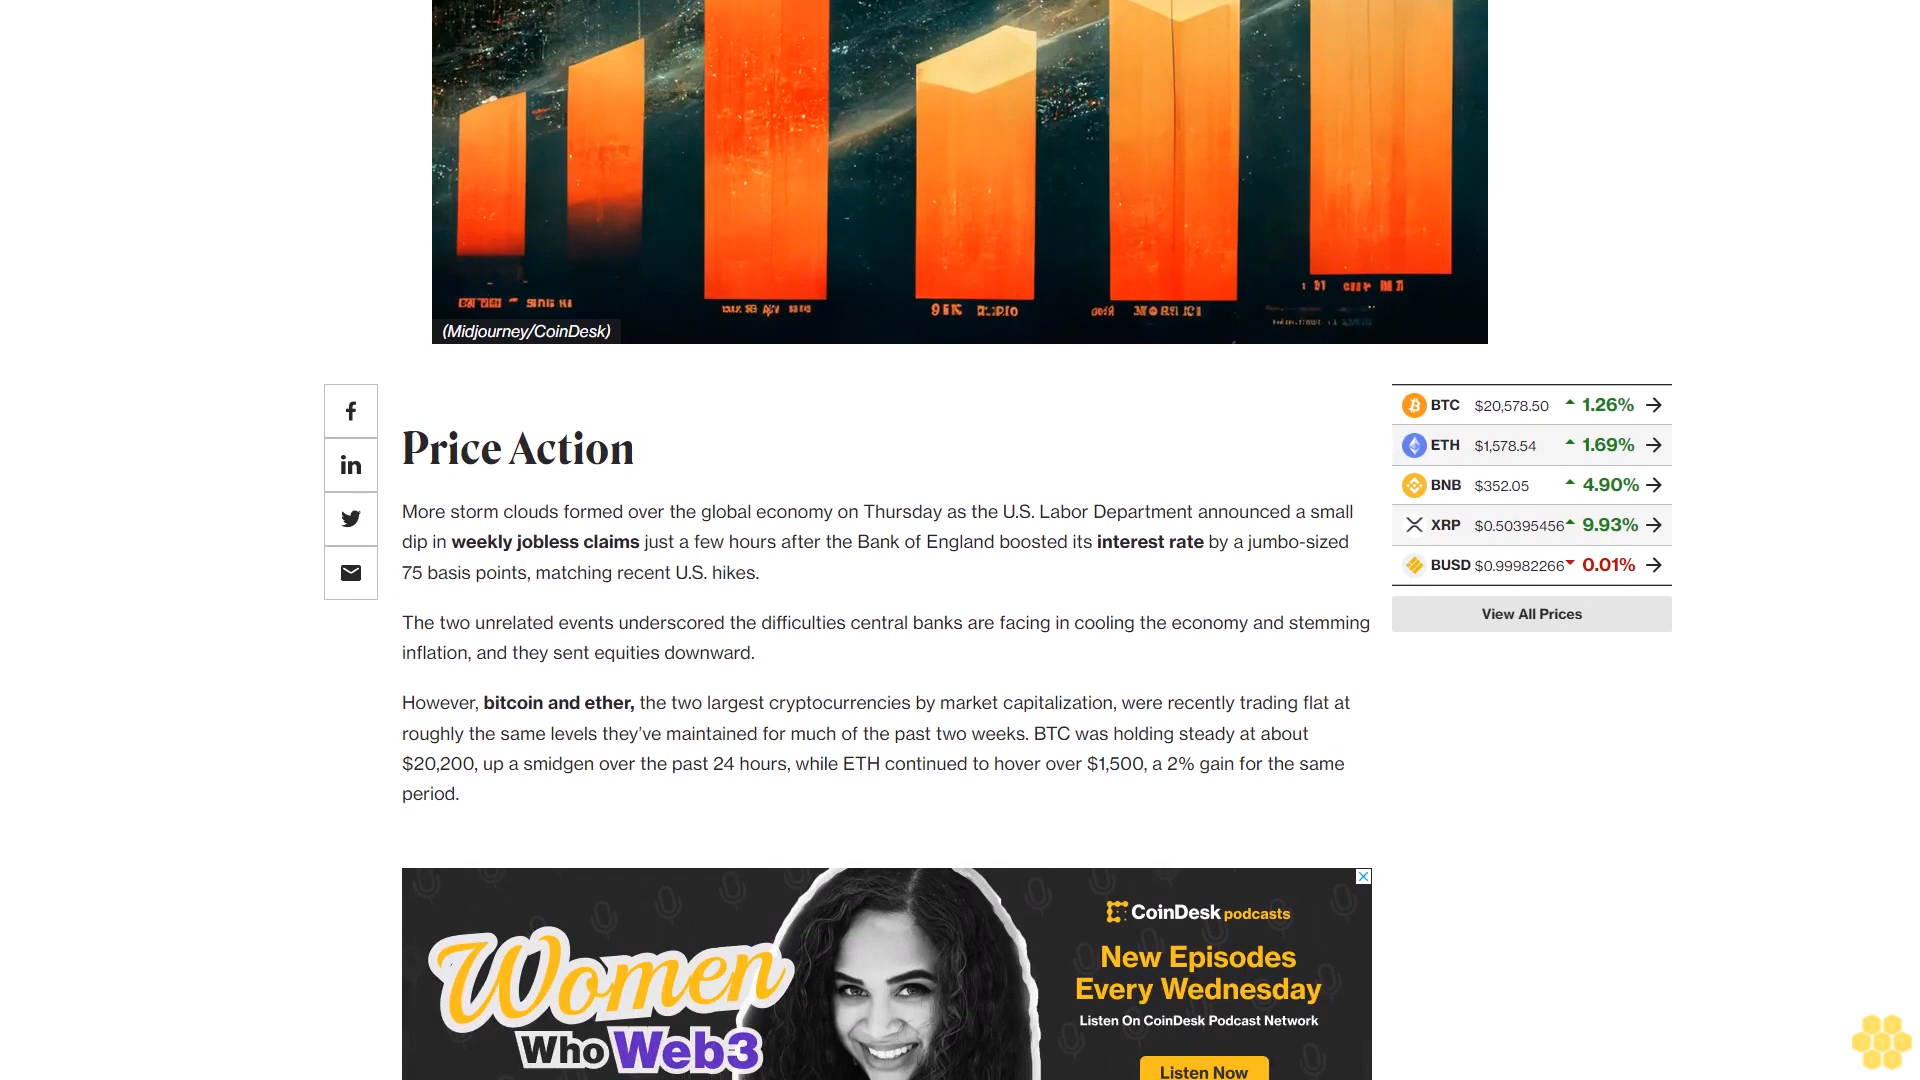 (Midjourney/CoinDesk)
Price Action
More storm clouds formed over the global economy on Thursday as the U.S. Labor Department announced a small
dip in weekly jobless claims just a few hours after the Bank of England boosted its interest rate by a jumbo-sized
75 basis points, matching recent U.S. hikes.
The two unrelated events underscored the difficulties central banks are facing in cooling the economy and stemming
inflation, and they sent equities downward.
However, bitcoin and ether, the two largest cryptocurrencies by market capitalization, were recently trading flat at
roughly the same levels they’ve maintained for much of the past two weeks. BTC was holding steady at about
$20,200, up a smidgen over the past 24 hours, while ETH continued to hover over $1,500, a 2% gain for the same
period.
BTC $20,578.50 1.26%
ETH $1,578.54 1.69%
BNB $352.05 4.90%
XRP $0.50395456 9.93%
BUSD $0.99982266 0.01%
View All Prices
Women
Who Web3
CoinDesk podcasts
New Episodes
Every Wednesday
Listen On CoinDesk Podcast Network
Listen Now